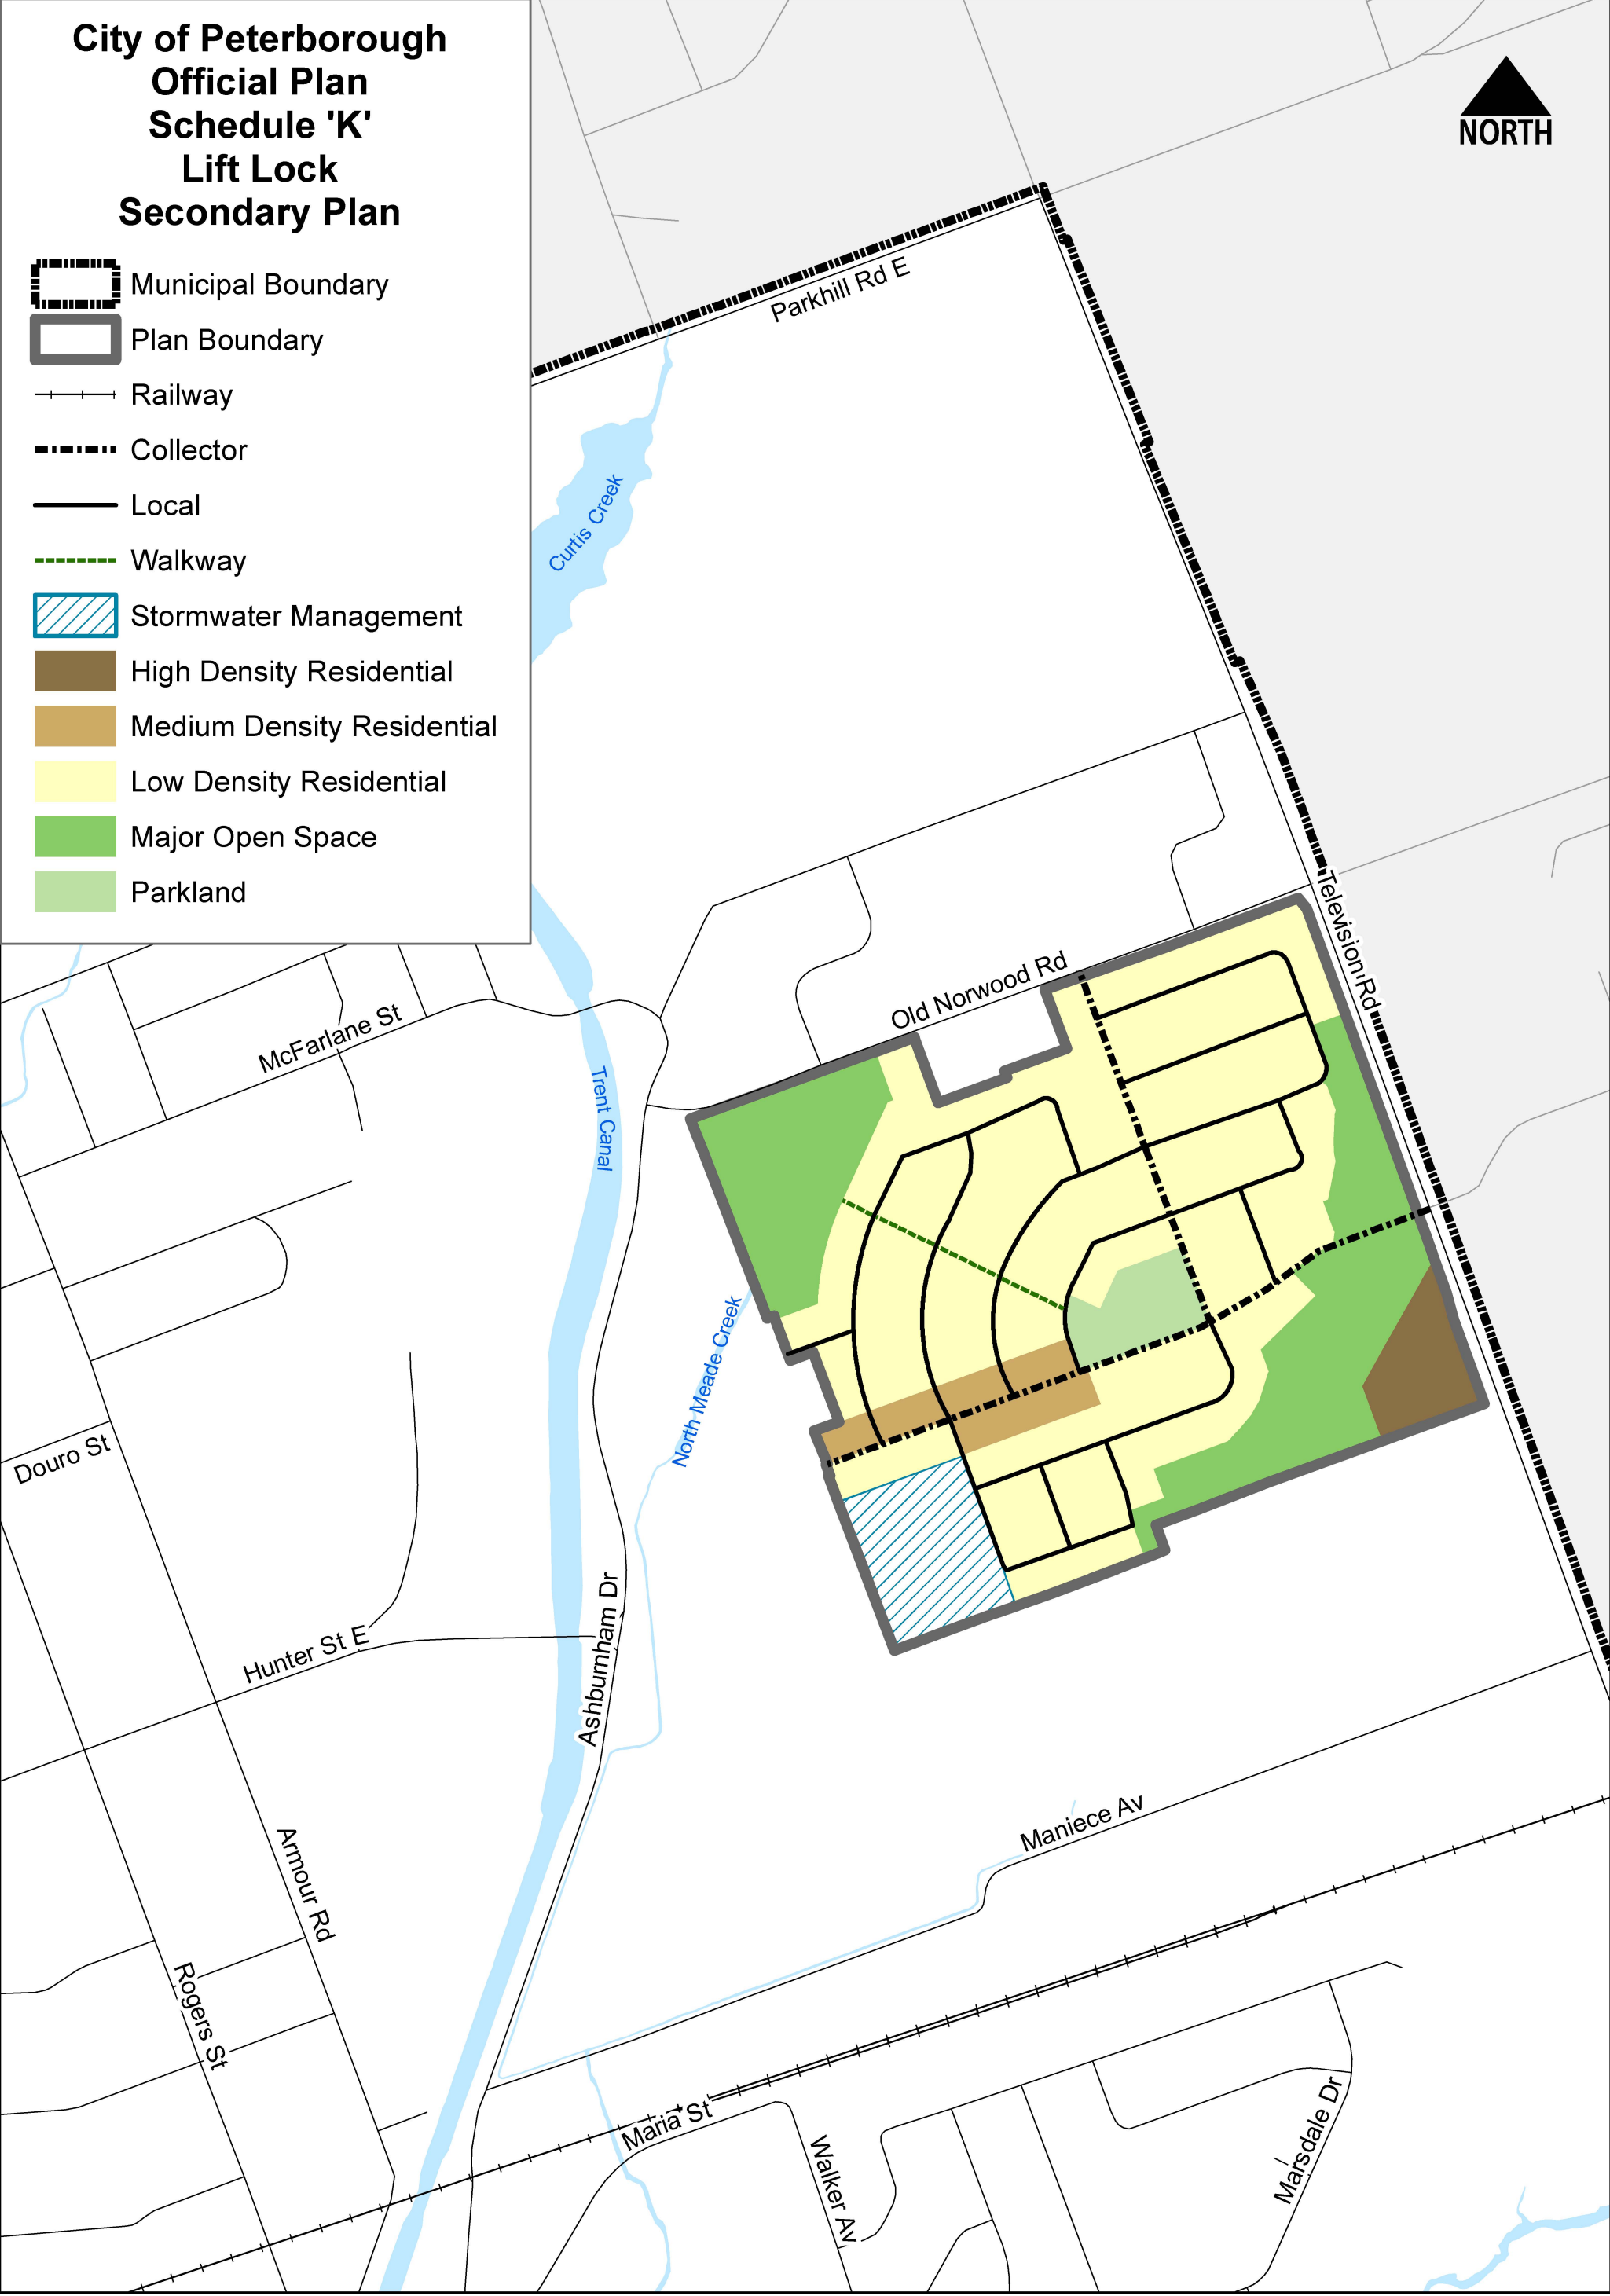 City of Peterborough
Official Plan
Schedule 'K'
Lift Lock
Secondary Plan
NORTH
Municipal Boundary
Plan Boundary
Railway
Collector
Local
Walkway
Stormwater Management
High Density Residential
Medium Density Residential
Low Density Residential
Major Open Space
Parkland
Parkhill Rd E
Curtis Creek
Television Rd
Old Norwood Rd
McFarlane St
Trent Canal
North Meade Creek
Douro St
Hunter St E
Ashburnham Dr
Maniece Av
Armour Rd
Rogers St
Maria St
Walker Av
Marsdale Dr